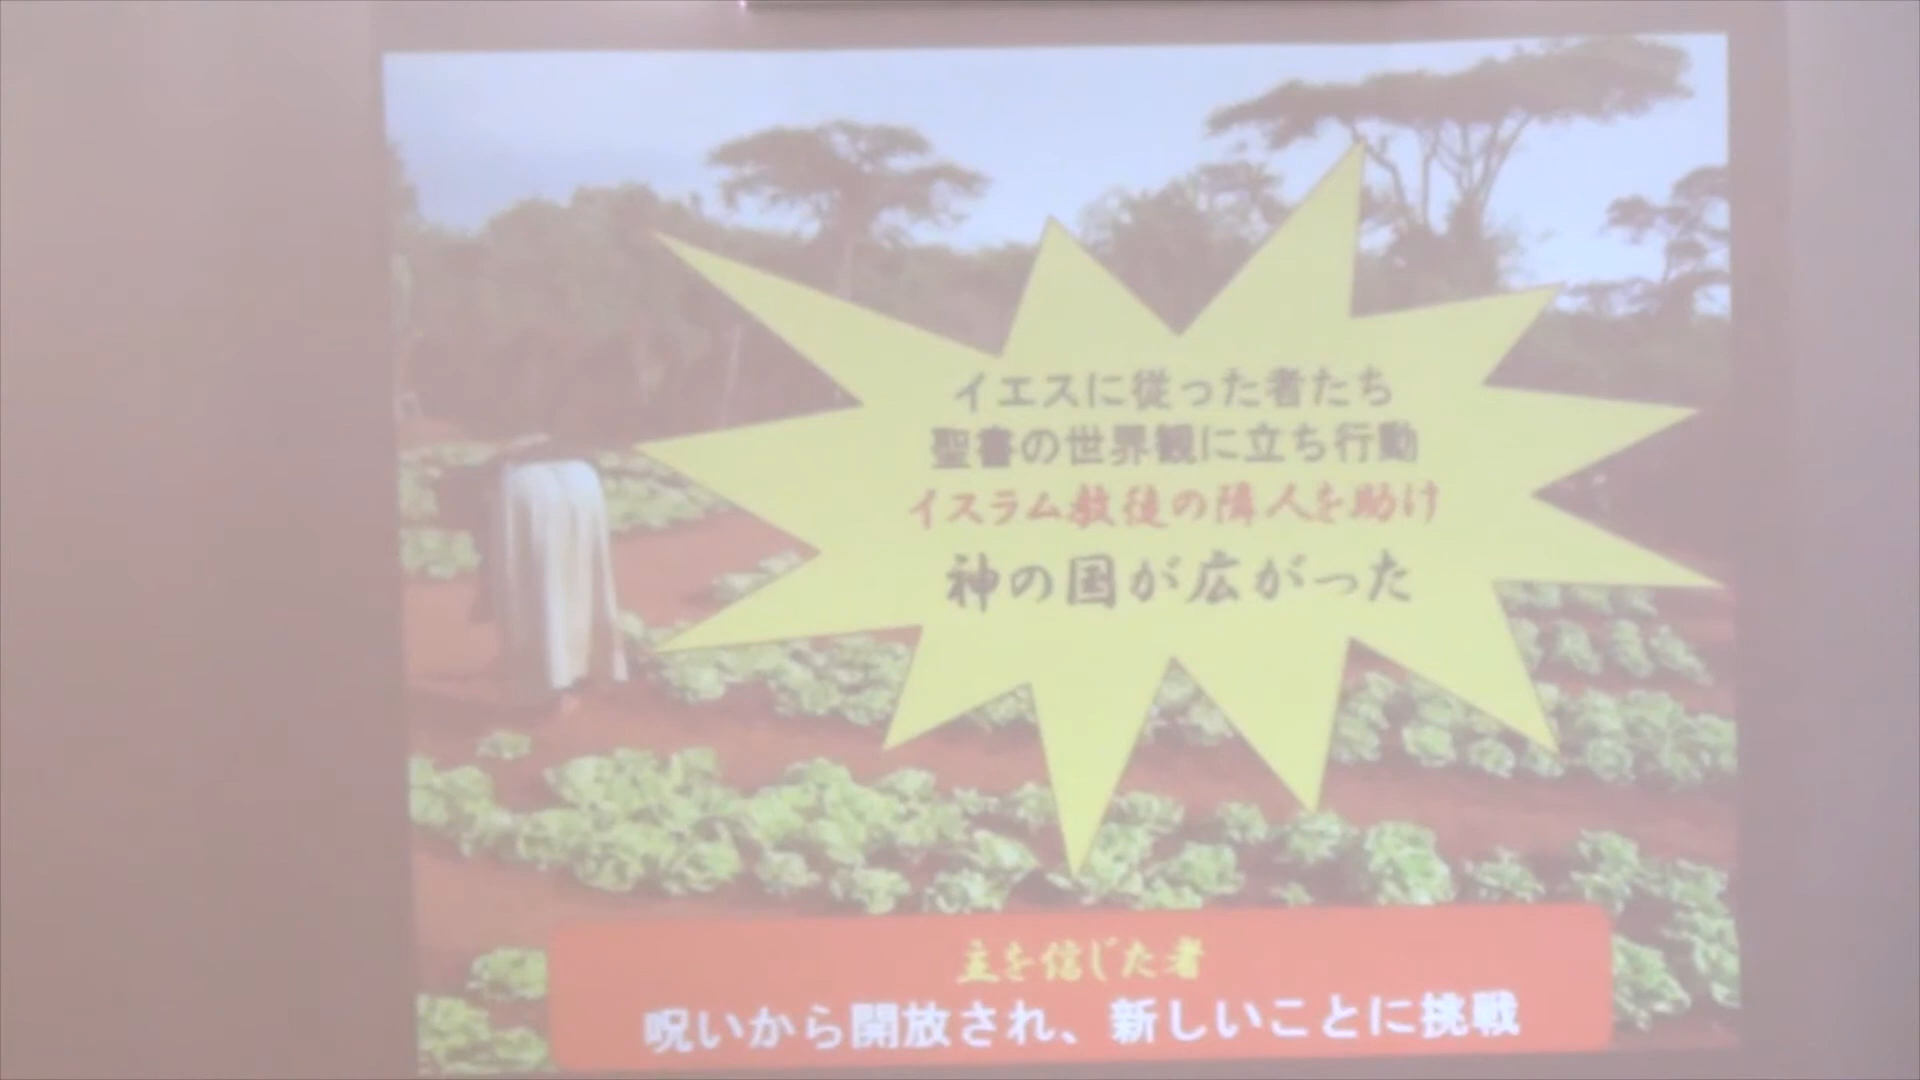 イエスに従った者たち
聖書の世界観に立ち行動
イスラム教後の隣人を助け
神の国が広がった
主を信じた者
呪いから開放され、新しいことに挑戦